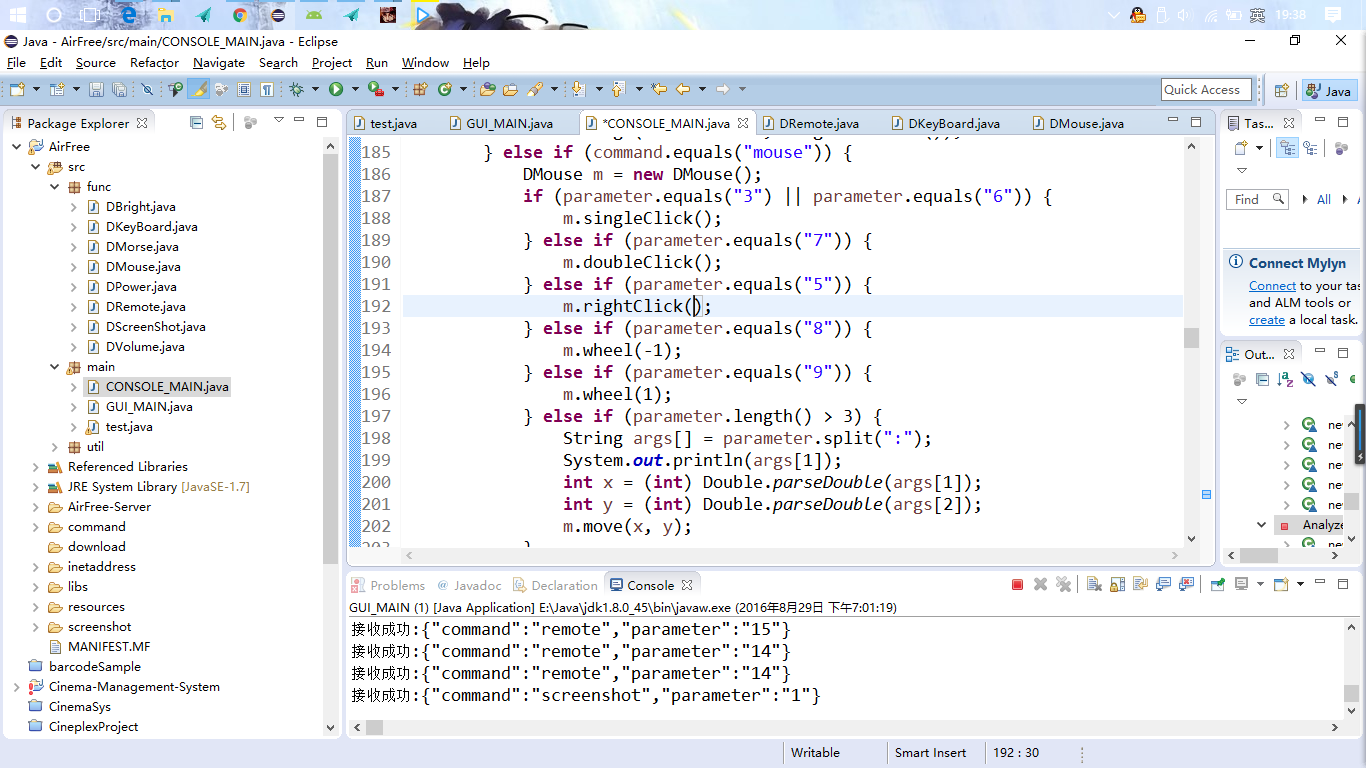 英 19:38
Java - AirFree/src/main/CONSOLE_MAIN.java - Eclipse
File Edit Source Refactor Navigate Search Project Run Window Help
Quick Access Java
Package Explorer
AirFree
src
func
DBright.java
DKeyBoard.java
DMorse.java
DMouse.java
DPower.java
DRemote.java
DScreenShot.java
DVolume.java
main
CONSOLE_MAIN.java
GUI_MAIN.java
test.java
util
Referenced Libraries
JRE System Library [JavaSE-1.7]
AirFree-Server
command
download
inetaddress
libs
resources
screenshot
MANIFEST.MF
barcodeSample
Cinema-Management-System
CinemaSys
CineplexProject
test.java GUI_MAIN.java *CONSOLE_MAIN.java DRemote.java DKeyBoard.java DMouse.java
185 } else if (command.equals("mouse")) {
186 DMouse m = new DMouse();
187 if (parameter.equals("3") || parameter.equals("6")) {
188 m.singleClick();
189 } else if (parameter.equals("7")) {
190 m.doubleClick();
191 } else if (parameter.equals("5")) {
192 m.rightClick();
193 } else if (parameter.equals("8")) {
194 m.wheel(-1);
195 } else if (parameter.equals("9")) {
196 m.wheel(1);
197 } else if (parameter.length() > 3) {
198 String args[] = parameter.split(":");
199 System.out.println(args[1]);
200 int x = (int) Double.parseDouble(args[1]);
201 int y = (int) Double.parseDouble(args[2]);
202 m.move(x, y);
203 }
Tas...
Find All
Connect Mylyn
Connect to your tas
and ALM tools or
create a local task.
Out...
ne
ne
ne
ne
ne
Analyze
ne
Problems @ Javadoc Declaration Console
GUI_MAIN (1) [Java Application] E:\Java\jdk1.8.0_45\bin\javaw.exe (2016年8月29日 下午7:01:19)
接收成功:{"command":"remote","parameter":"15"}
接收成功:{"command":"remote","parameter":"14"}
接收成功:{"command":"remote","parameter":"14"}
接收成功:{"command":"screenshot","parameter":"1"}
Writable Smart Insert 192 : 30